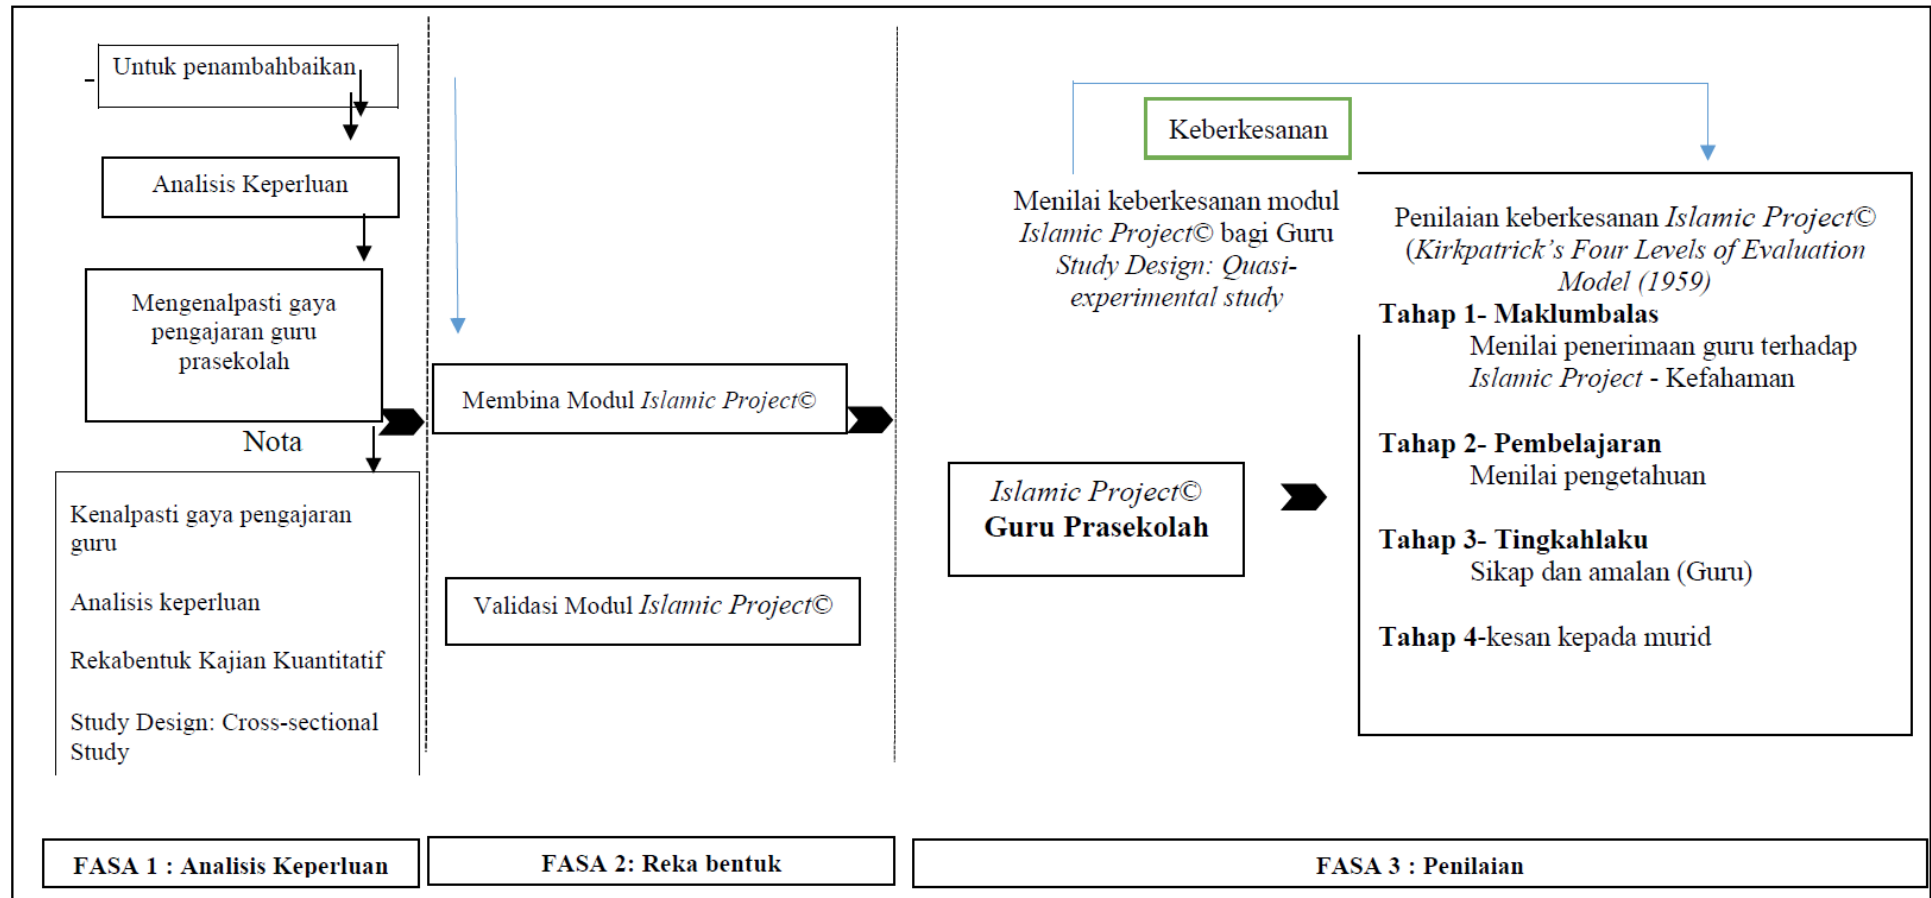 Untuk penambahbaikan
Analisis Keperluan
Mengenalpasti gaya
pengajaran guru
prasekolah
Nota
Kenalpasti gaya pengajaran
guru
Analisis keperluan
Rekabentuk Kajian Kuantitatif
Study Design: Cross-sectional
Study
Membina Modul Islamic Project©
Validasi Modul Islamic Project©
Keberkesanan
Menilai keberkesanan modul
Islamic Project© bagi Guru
Study Design: Quasi-
experimental study
Islamic Project©
Guru Prasekolah
Penilaian keberkesanan Islamic Project©
(Kirkpatrick's Four Levels of Evaluation
Model (1959)
Tahap 1- Maklumbalas
Menilai penerimaan guru terhadap
Islamic Project - Kefahaman
Tahap 2- Pembelajaran
Menilai pengetahuan
Tahap 3- Tingkahlaku
Sikap dan amalan (Guru)
Tahap 4-kesan kepada murid
FASA 1 : Analisis Keperluan
FASA 2: Reka bentuk
FASA 3 : Penilaian